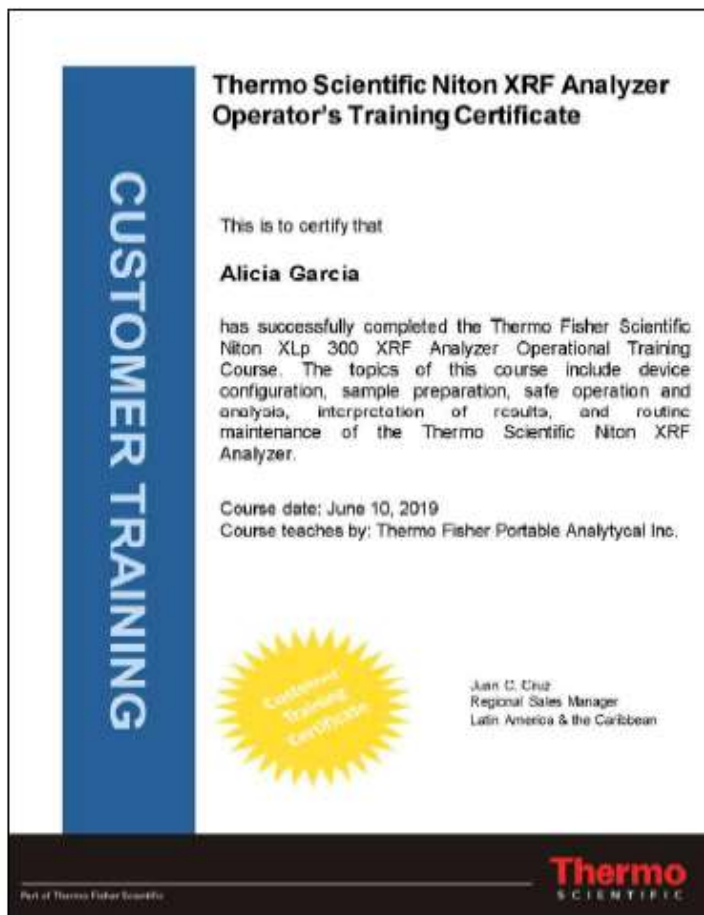 Thermo Scientific Niton XRF Analyzer
Operator's Training Certificate
CUSTOMER TRAINING
This is to certify that
Alicia Garcia
has successfully completed the Thermo Fisher Scientific
Niton XLp 300 XRF Analyzer Operational Training
Course. The topics of this course include device
configuration, sample preparation, safe operation and
analysis, interpretation of results, and routine
maintenance of the Thermo Scientific Niton XRF
Analyzer.
Course date: June 10, 2019
Course teaches by: Thermo Fisher Portable Analytycal Inc.
Customer
Training
Certificate
Juan C. Cruz
Regional Sales Manager
Latin America & the Caribbean
Part of Thermo Fisher Scientific
Thermo
SCIENTIFIC